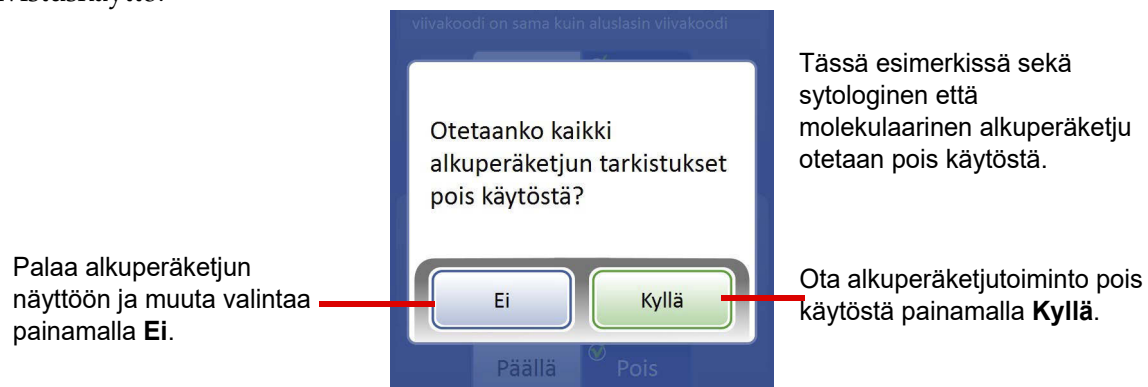 viivakoodi on sama kuin aluslasin viivakoodi
Otetaanko kaikki
alkuperäketjun tarkistukset
pois käytöstä?
Ei
Kyllä
Päällä
Pois
Tässä esimerkissä sekä
sytologinen että
molekulaarinen alkuperäketju
otetaan pois käytöstä.
Palaa alkuperäketjun
näyttöön ja muuta valintaa
painamalla Ei.
Ota alkuperäketjutoiminto pois
käytöstä painamalla Kyllä.